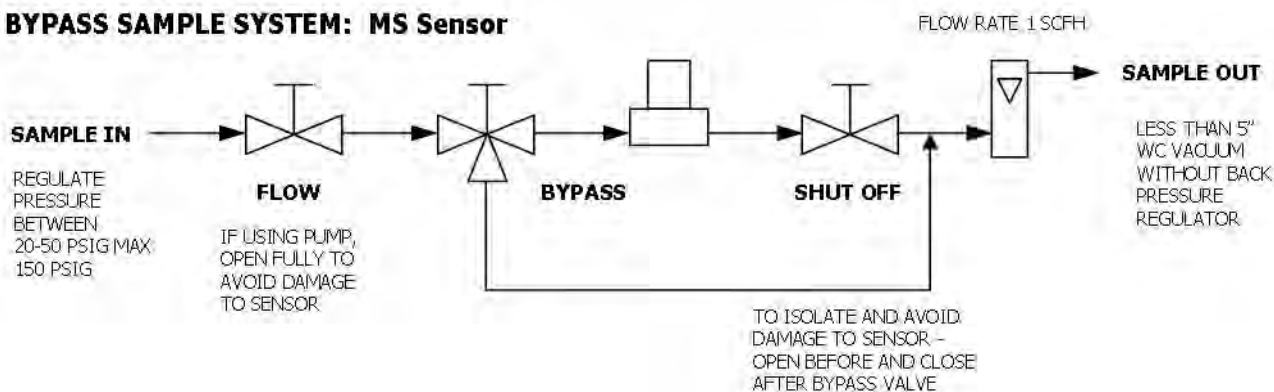 BYPASS SAMPLE SYSTEM: MS Sensor
FLOW RATE 1 SCFH
SAMPLE IN
REGULATE
PRESSURE
BETWEEN
20-50 PSIG MAX
150 PSIG
FLOW
IF USING PUMP,
OPEN FULLY TO
AVOID DAMAGE
TO SENSOR
BYPASS
SHUT OFF
TO ISOLATE AND AVOID
DAMAGE TO SENSOR –
OPEN BEFORE AND CLOSE
AFTER BYPASS VALVE
SAMPLE OUT
LESS THAN 5"
WC VACUUM
WITHOUT BACK
PRESSURE
REGULATOR